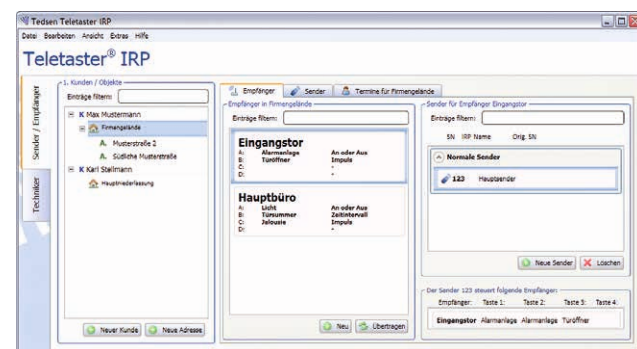 Tedsen Teletaster IRP
Datei Bearbeiten Ansicht Extras Hilfe
Teletaster® IRP
Sender / Empfänger
Techniker
1. Kunden / Objekte
Einträge filtern:
K Max Mustermann
Firmengelände
A. Musterstraße 2
A. Südliche Musterstraße
K Karl Stellmann
Hauptniederlassung
Neuer Kunde Neue Adresse
Empfänger Sender Termine für Firmengelände
Empfänger in Firmengelände
Einträge filtern:
Eingangstor
A: Alarmanlage An oder Aus
B: Türöffner Impuls
C: -
D: -
Hauptbüro
A: Licht An oder Aus
B: Türsummer Zeitintervall
C: Jalousie Impuls
D: -
Neu Übertragen
Sender für Empfänger Eingangstor
Einträge filtern:
SN IRP Name Orig. SN
Normale Sender
123 Hauptsender
Neue Sender Löschen
Der Sender 123 steuert folgende Empfänger:
Empfänger: Taste 1: Taste 2: Taste 3: Taste 4:
Eingangstor Alarmanlage Alarmanlage Türöffner